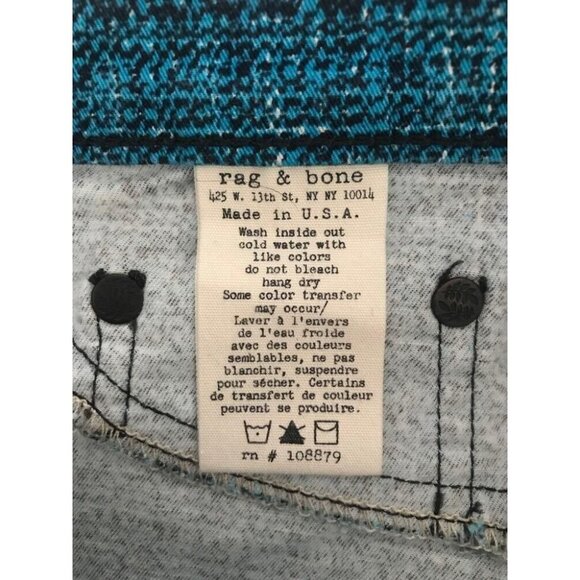 rag & bone
425 W. 13th St, NY NY 10014
Made in U.S.A.
Wash inside out
cold water with
like colors
do not bleach
hang dry
Some color transfer
may occur/
Laver à l'envers
de l'eau froide
avec des couleurs
semblables, ne pas
blanchir, suspendre
pour sécher. Certains
de transfert de couleur
peuvent se produire.
rn # 108879